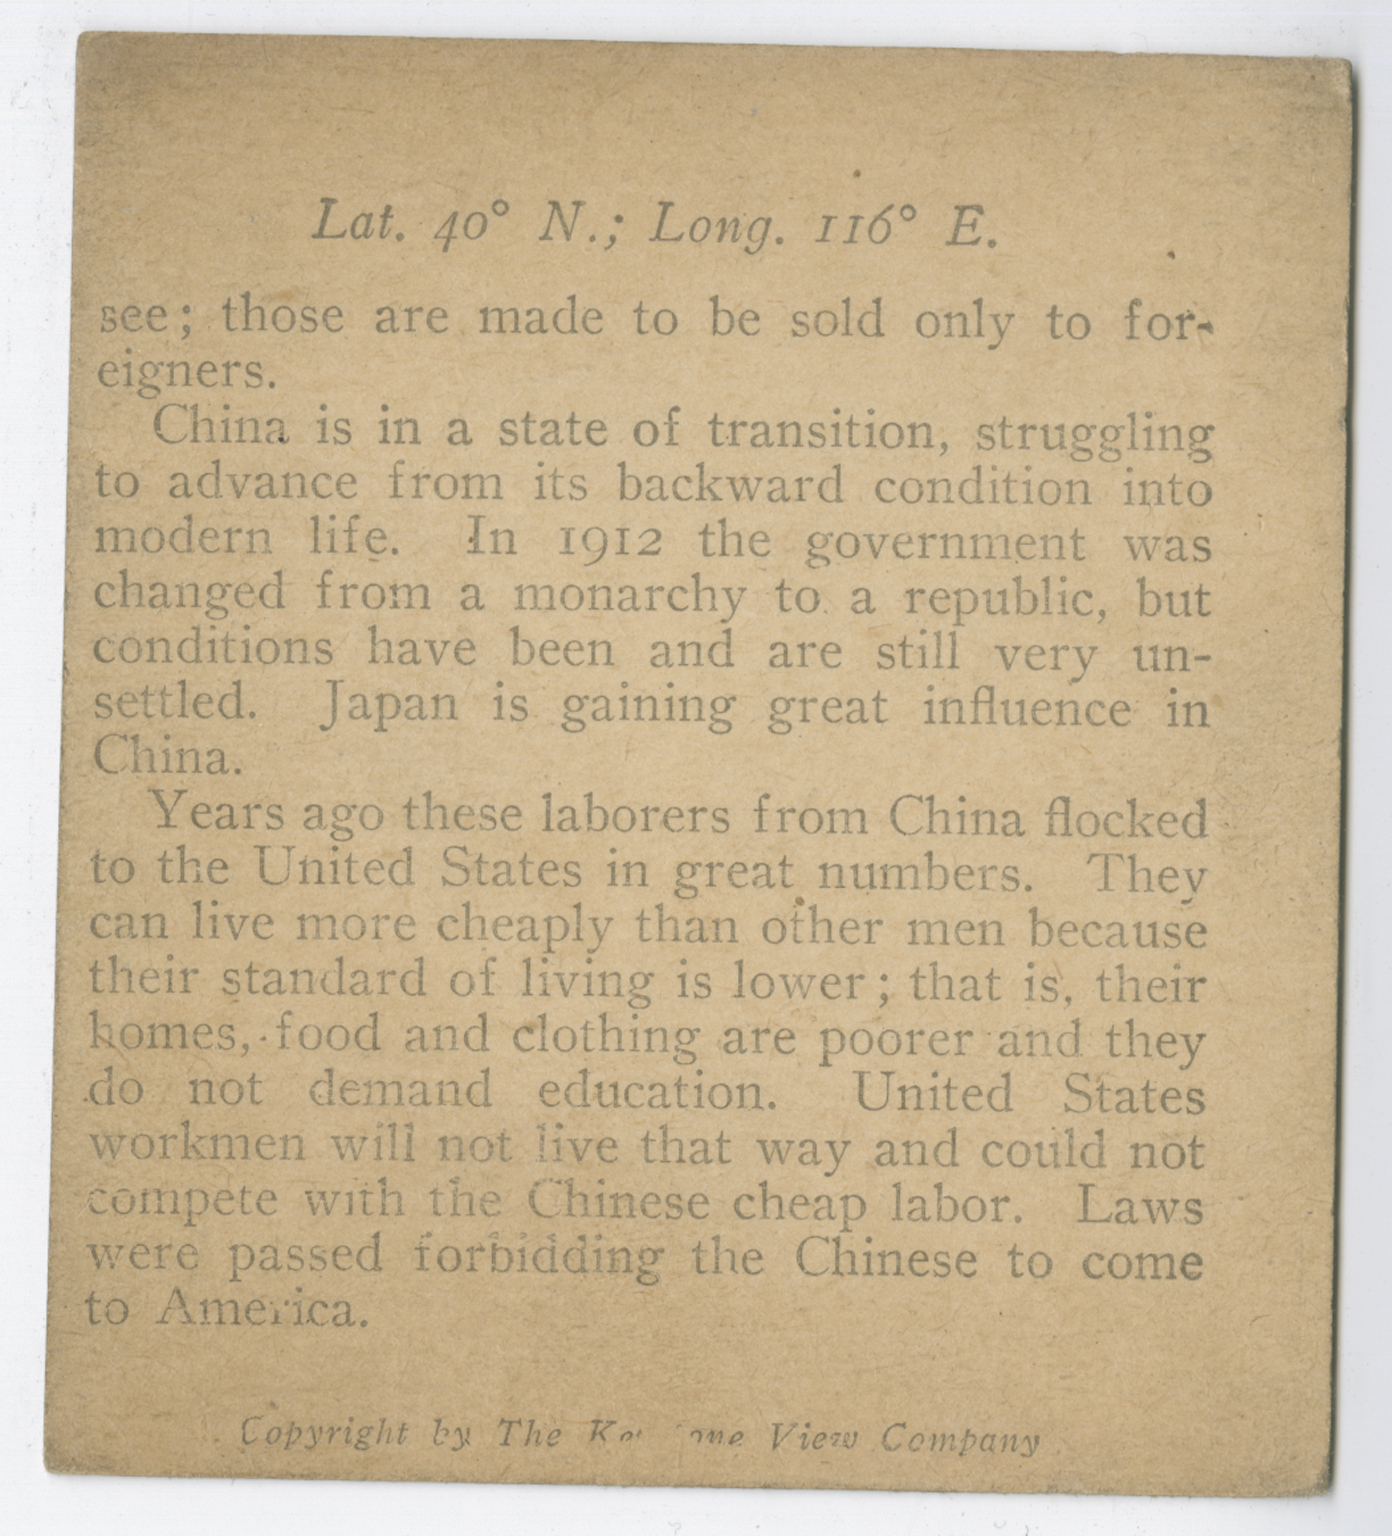 Lat. 40° N.; Long. 116° E.
see; those are made to be sold only to for-
eigners.
China is in a state of transition, struggling
to advance from its backward condition into
modern life. In 1912 the government was
changed from a monarchy to a republic, but
conditions have been and are still very un-
settled. Japan is gaining great influence in
China.
Years ago these laborers from China flocked
to the United States in great numbers. They
can live more cheaply than other men because
their standard of living is lower; that is, their
homes, food and clothing are poorer and they
do not demand education. United States
workmen will not live that way and could not
compete with the Chinese cheap labor. Laws
were passed forbidding the Chinese to come
to America.
Copyright by The View Company